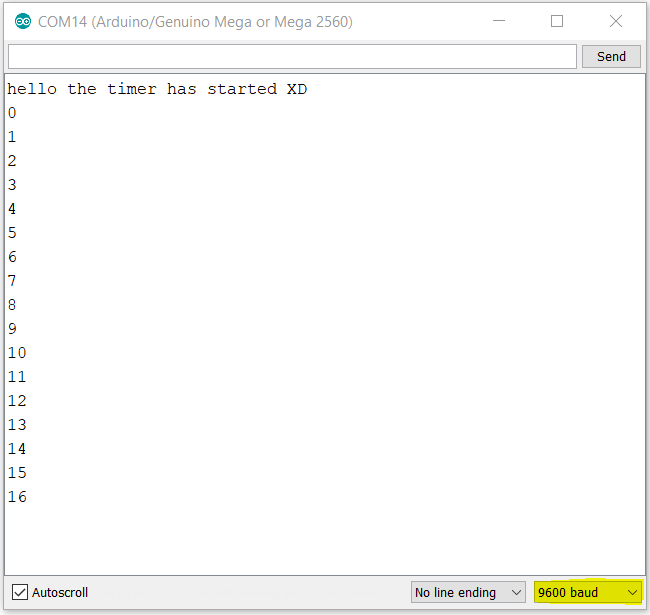 COM14 (Arduino/Genuino Mega or Mega 2560)
Send
hello the timer has started XD
0
1
2
3
4
5
6
7
8
9
10
11
12
13
14
15
16
Autoscroll
No line ending
9600 baud